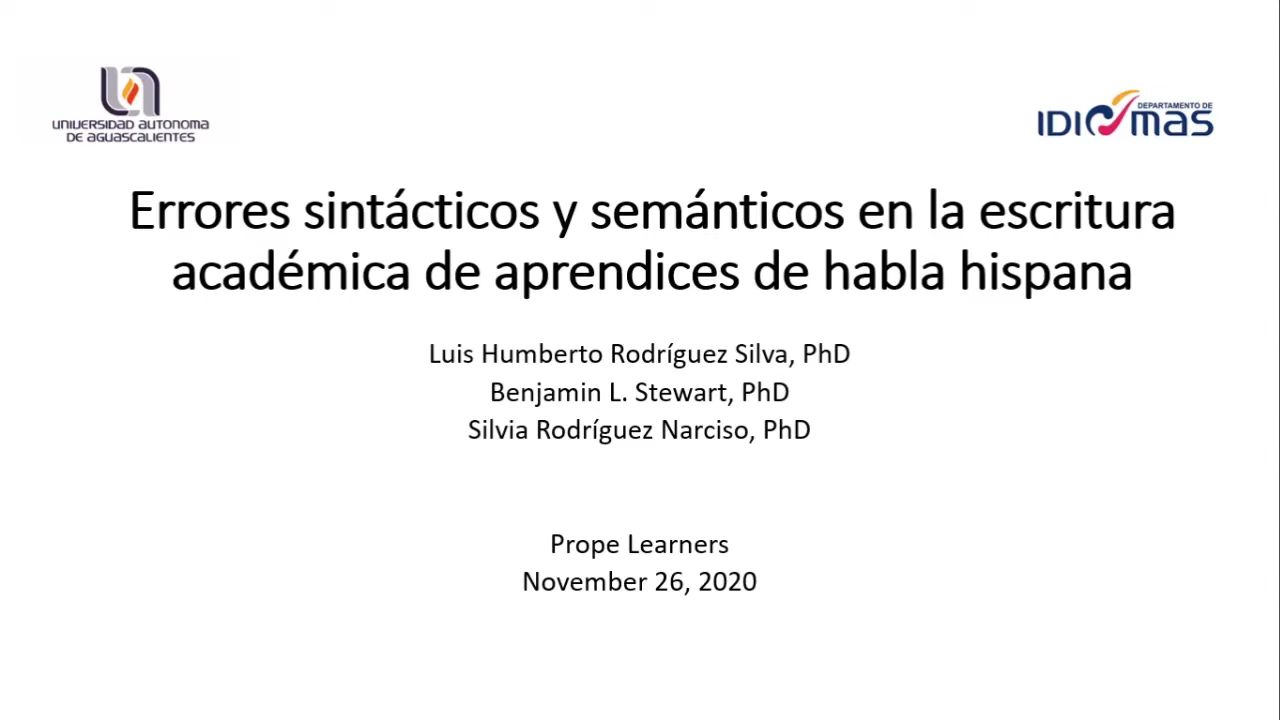 UNIVERSIDAD AUTONOMA
DE AGUASCALIENTES
DEPARTAMENTO DE
IDIOMAS
Errores sintácticos y semánticos en la escritura
académica de aprendices de habla hispana
Luis Humberto Rodríguez Silva, PhD
Benjamin L. Stewart, PhD
Silvia Rodríguez Narciso, PhD
Prope Learners
November 26, 2020